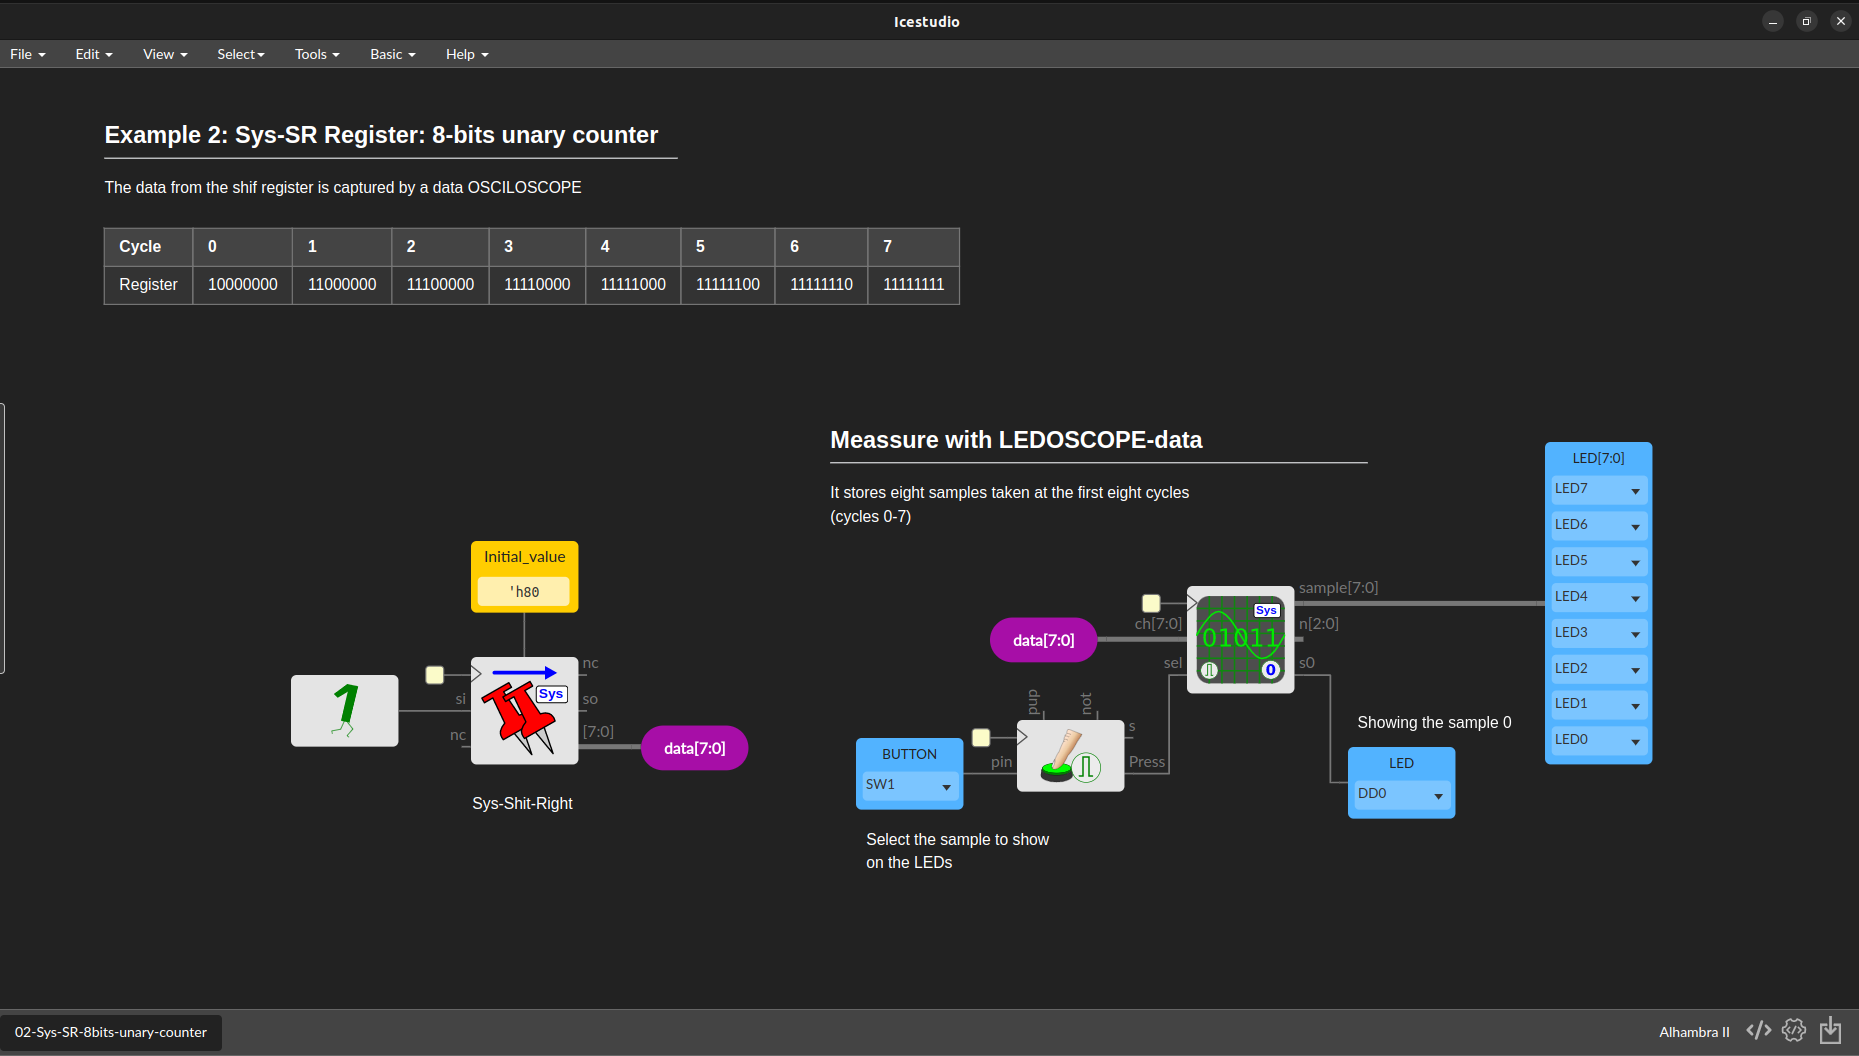 Icestudio
File Edit View Select Tools Basic Help
Example 2: Sys-SR Register: 8-bits unary counter
The data from the shif register is captured by a data OSCILOSCOPE
Cycle 0 1 2 3 4 5 6 7
Register 10000000 11000000 11100000 11110000 11111000 11111100 11111110 11111111
Meassure with LEDOSCOPE-data
It stores eight samples taken at the first eight cycles
(cycles 0-7)
Initial_value
'h80
1
si
nc
Sys
nc
so
[7:0]
data[7:0]
Sys-Shit-Right
data[7:0]
ch[7:0]
sel
Sys
01011
0
sample[7:0]
n[2:0]
s0
BUTTON
SW1
pin
pup
not
s
Press
Select the sample to show
on the LEDs
Showing the sample 0
LED
DD0
LED[7:0]
LED7
LED6
LED5
LED4
LED3
LED2
LED1
LED0
02-Sys-SR-8bits-unary-counter
Alhambra II